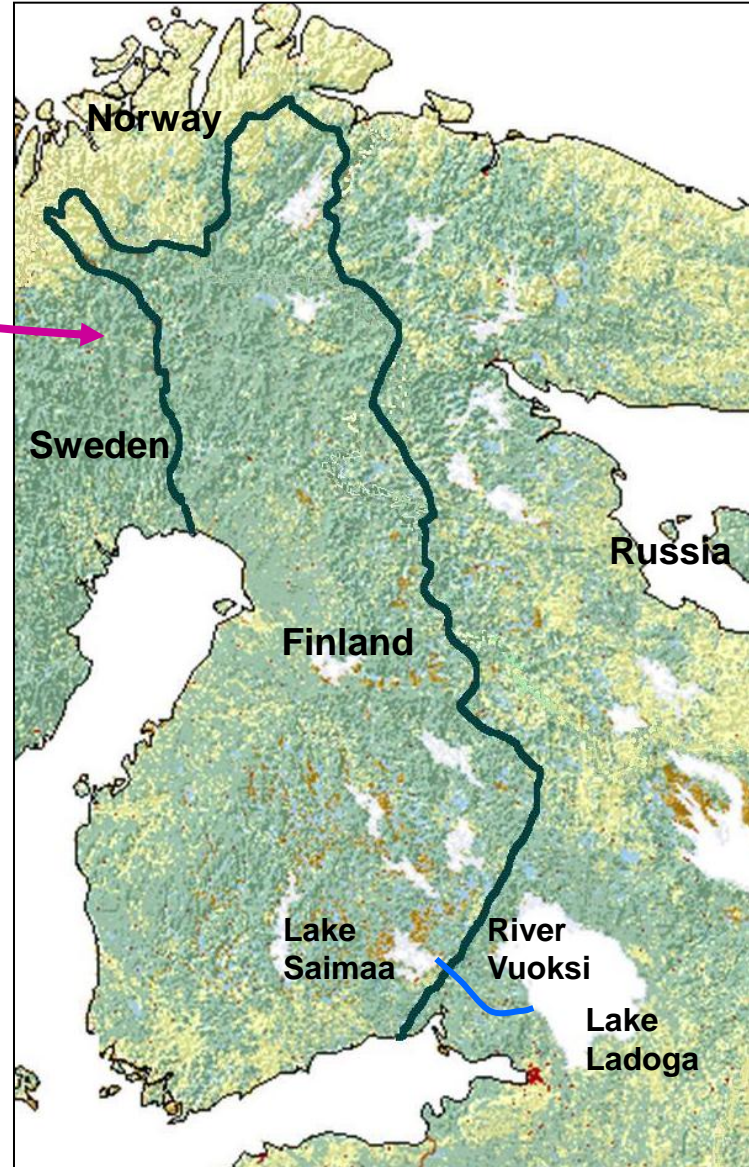 Norway
Sweden
Russia
Finland
Lake
Saimaa
River
Vuoksi
Lake
Ladoga